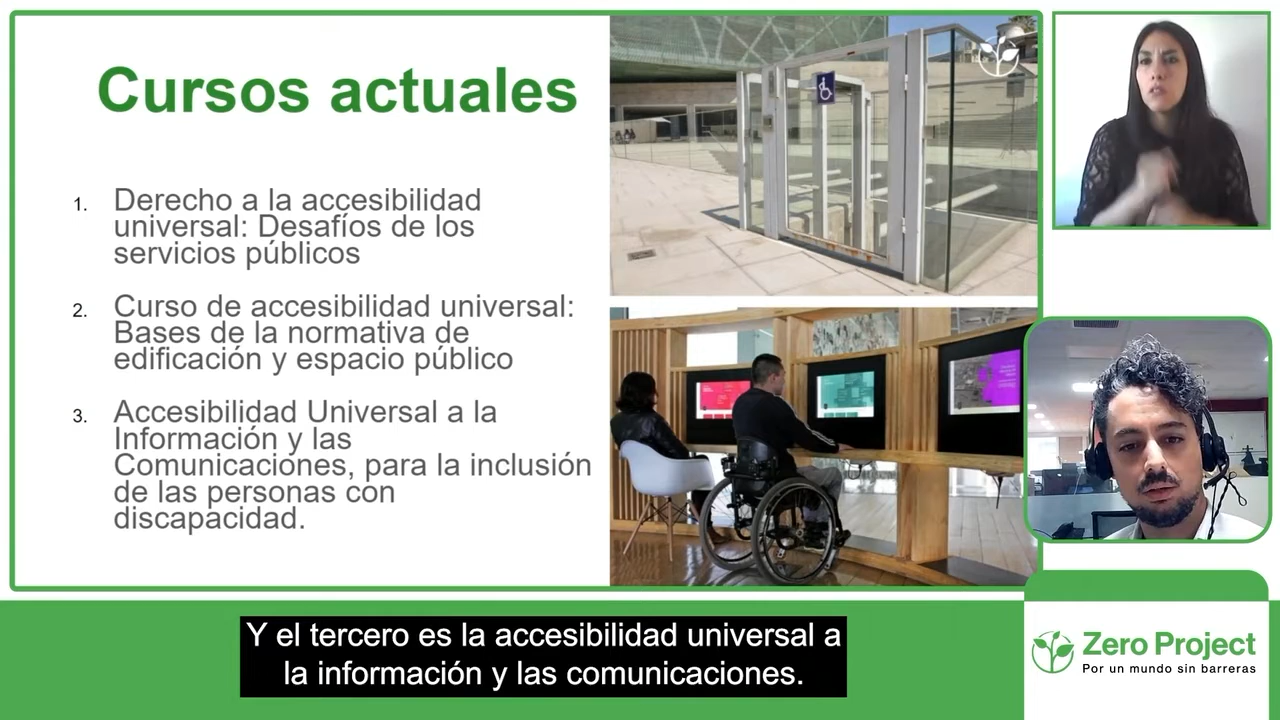 Cursos actuales
1. Derecho a la accesibilidad
universal: Desafíos de los
servicios públicos
2. Curso de accesibilidad universal:
Bases de la normativa de
edificación y espacio público
3. Accesibilidad Universal a la
Información y las
Comunicaciones, para la inclusión
de las personas con
discapacidad.
Y el tercero es la accesibilidad universal a
la información y las comunicaciones.
Zero Project
Por un mundo sin barreras